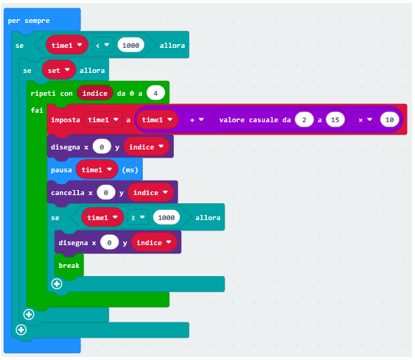 per sempre
se time1 < 1000 allora
se set allora
ripeti con indice da 0 a 4
fai
imposta time1 a time1 + valore casuale da 2 a 15 × 10
disegna x 0 y indice
pausa time1 (ms)
cancella x 0 y indice
se time1 ≥ 1000 allora
disegna x 0 y indice
break